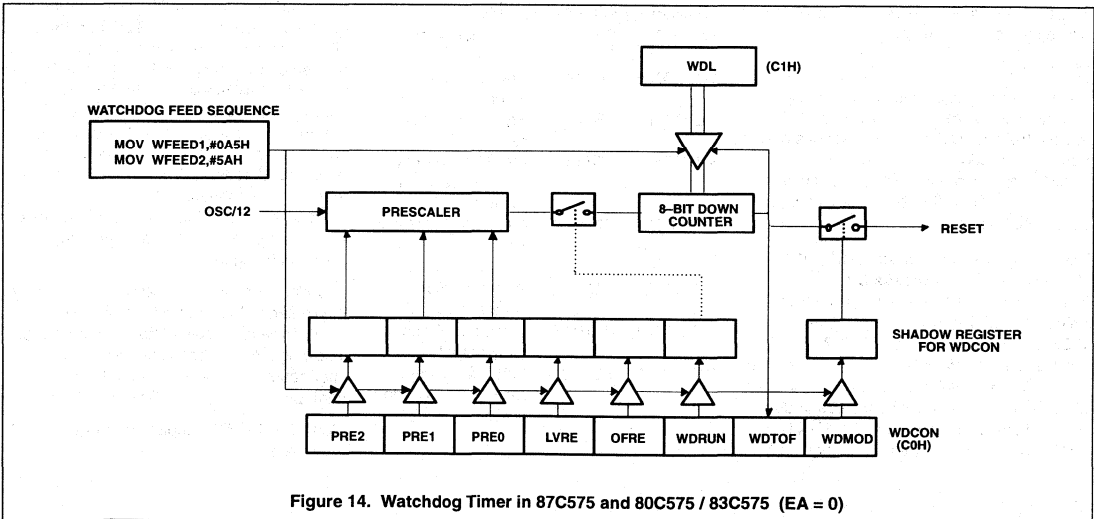 WDL (C1H)
WATCHDOG FEED SEQUENCE
MOV WFEED1,#0A5H
MOV WFEED2,#5AH
OSC/12
PRESCALER
8–BIT DOWN
COUNTER
RESET
SHADOW REGISTER
FOR WDCON
PRE2 PRE1 PRE0 LVRE OFRE WDRUN WDTOF WDMOD
WDCON
(C0H)
Figure 14. Watchdog Timer in 87C575 and 80C575 / 83C575 (EA = 0)